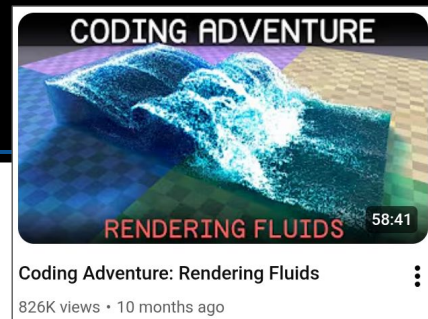 CODING ADVENTURE
RENDERING FLUIDS
58:41
Coding Adventure: Rendering Fluids
826K views • 10 months ago